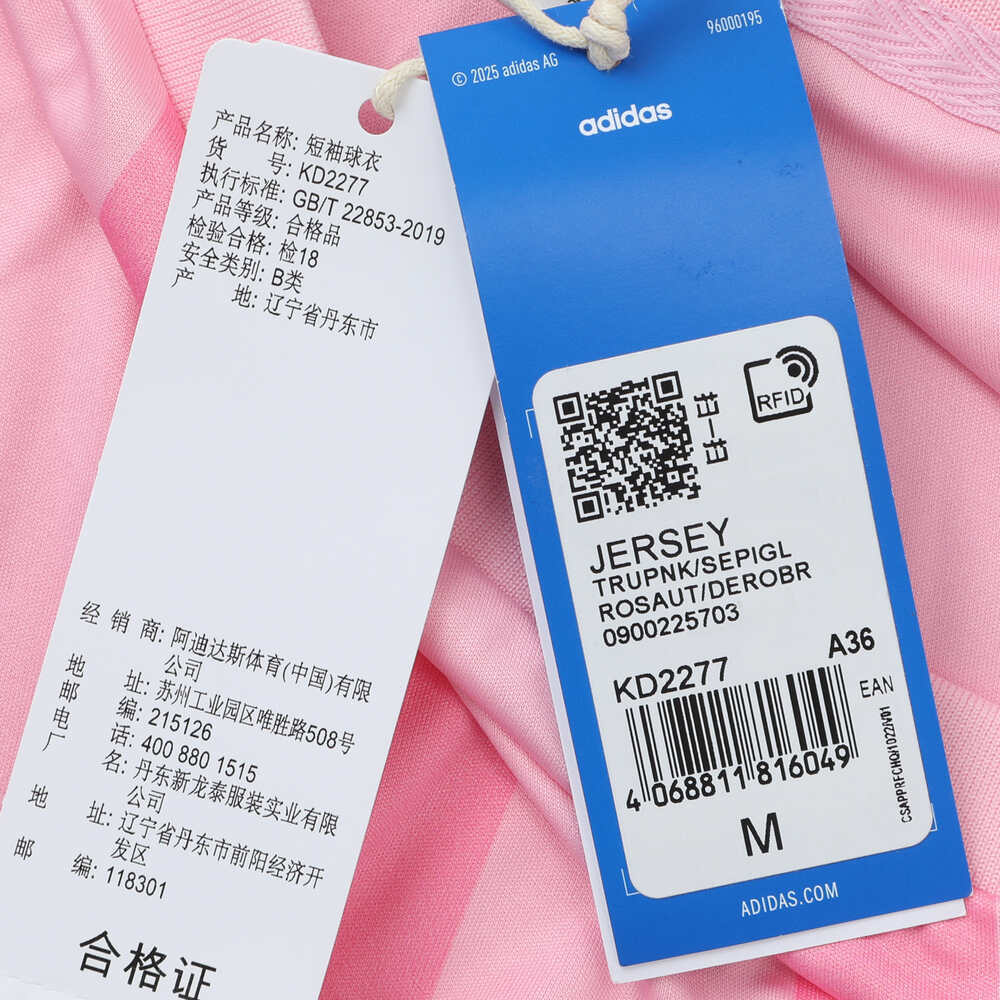 产品名称: 短袖球衣
货 号: KD2277
执行标准: GB/T 22853-2019
产品等级: 合格品
检验合格: 检18
安全类别: B类
产 地: 辽宁省丹东市
经 销 商: 阿迪达斯体育(中国)有限
公司
地 址: 苏州工业园区唯胜路508号
邮 编: 215126
电 话: 400 880 1515
厂 名: 丹东新龙泰服装实业有限
公司
地 址: 辽宁省丹东市前阳经济开
发区
邮 编: 118301
合格证
© 2025 adidas AG
96000195
adidas
扫一扫
RFID
JERSEY
TRUPNK/SEPIGL
ROSAUT/DEROBR
0900225703
KD2277
A36
EAN
4 068811 816049
M
CSAPPRFCHQ/1022/V01
ADIDAS.COM